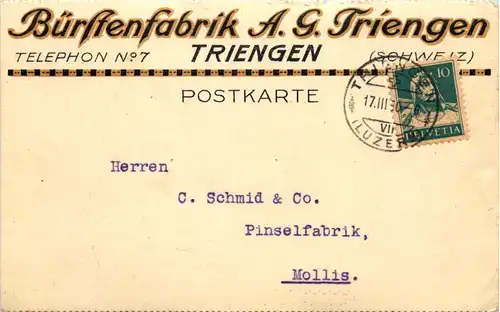 Bürstenfabrik A.G. Triengen
TELEPHON No 7 TRIENGEN (SCHWEIZ)
POSTKARTE
10
HELVETIA
17.III
(LUZERN)
Herren
C. Schmid & Co.
Pinselfabrik,
Mollis.